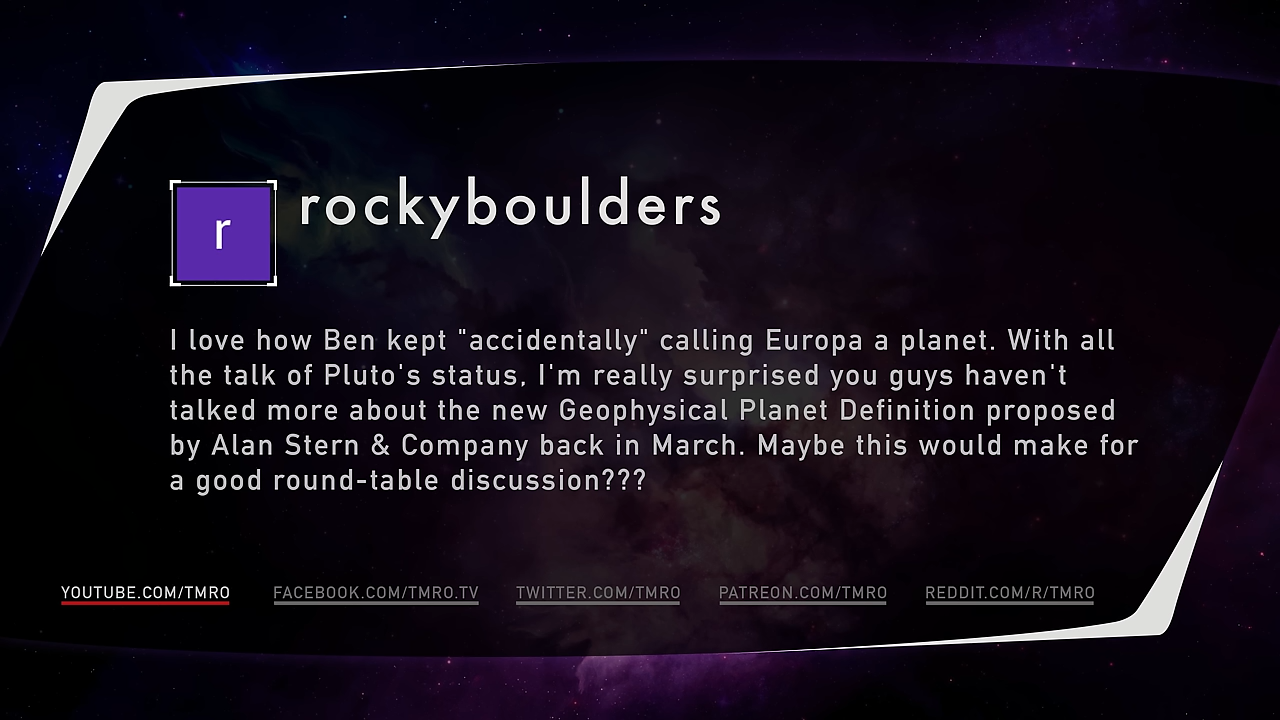 r
rockyboulders
I love how Ben kept "accidentally" calling Europa a planet. With all
the talk of Pluto's status, I'm really surprised you guys haven't
talked more about the new Geophysical Planet Definition proposed
by Alan Stern & Company back in March. Maybe this would make for
a good round-table discussion???
YOUTUBE.COM/TMRO FACEBOOK.COM/TMRO.TV TWITTER.COM/TMRO PATREON.COM/TMRO REDDIT.COM/R/TMRO